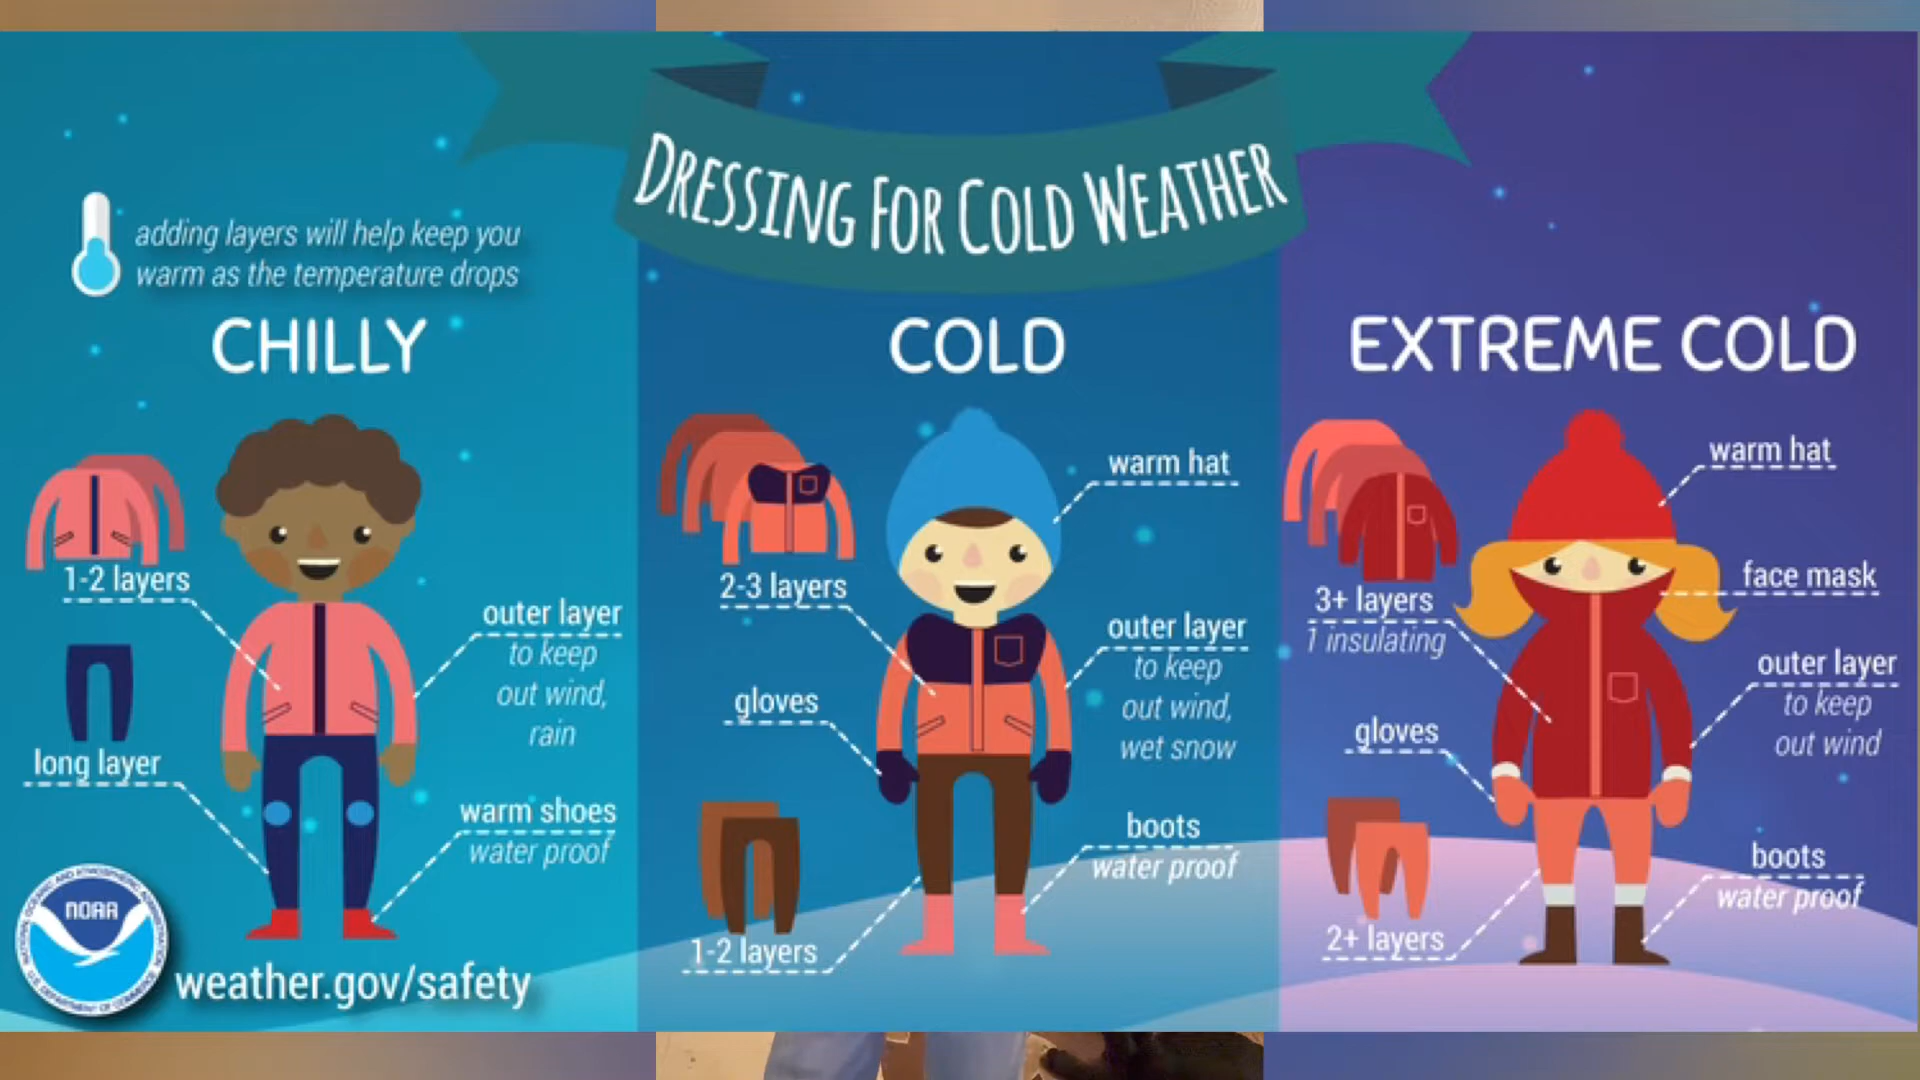 DRESSING FOR COLD WEATHER
adding layers will help keep you
warm as the temperature drops
CHILLY
1-2 layers
outer layer
to keep
out wind,
rain
long layer
warm shoes
water proof
NOAA
weather.gov/safety
COLD
warm hat
2-3 layers
outer layer
to keep
out wind,
wet snow
gloves
boots
water proof
1-2 layers
EXTREME COLD
warm hat
face mask
3+ layers
1 insulating
outer layer
to keep
out wind
gloves
boots
water proof
2+ layers